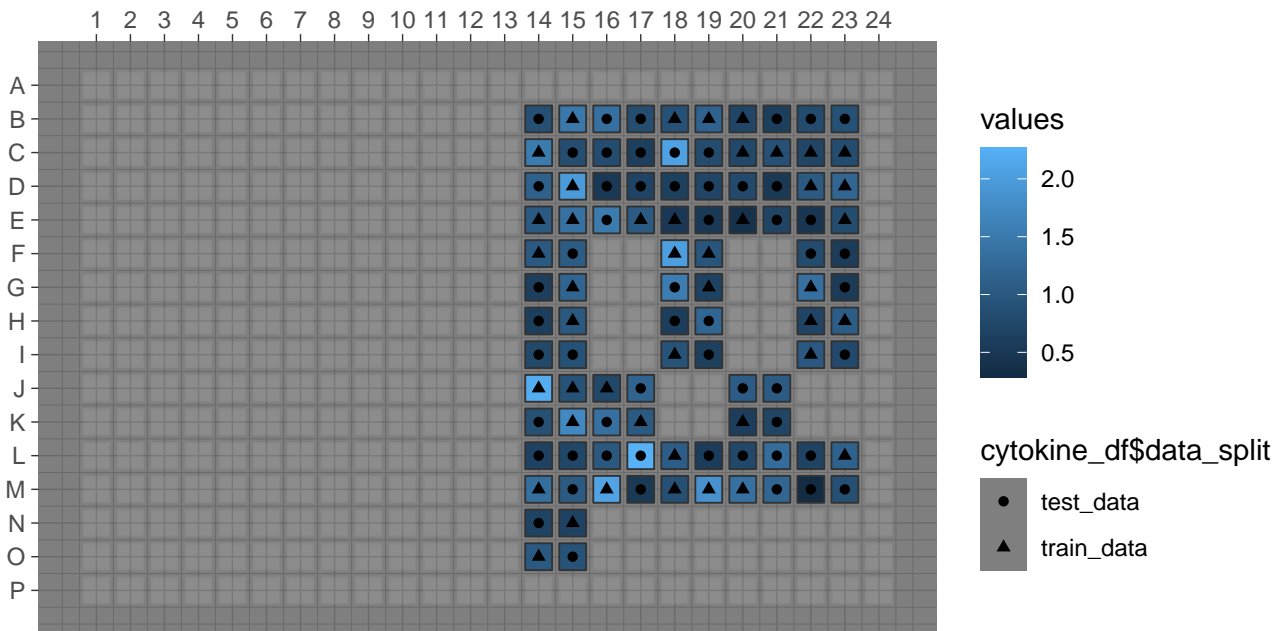 1 2 3 4 5 6 7 8 9 10 11 12 13 14 15 16 17 18 19 20 21 22 23 24
A
B
C
D
E
F
G
H
I
J
K
L
M
N
O
P
values
2.0
1.5
1.0
0.5
cytokine_df$data_split
test_data
train_data